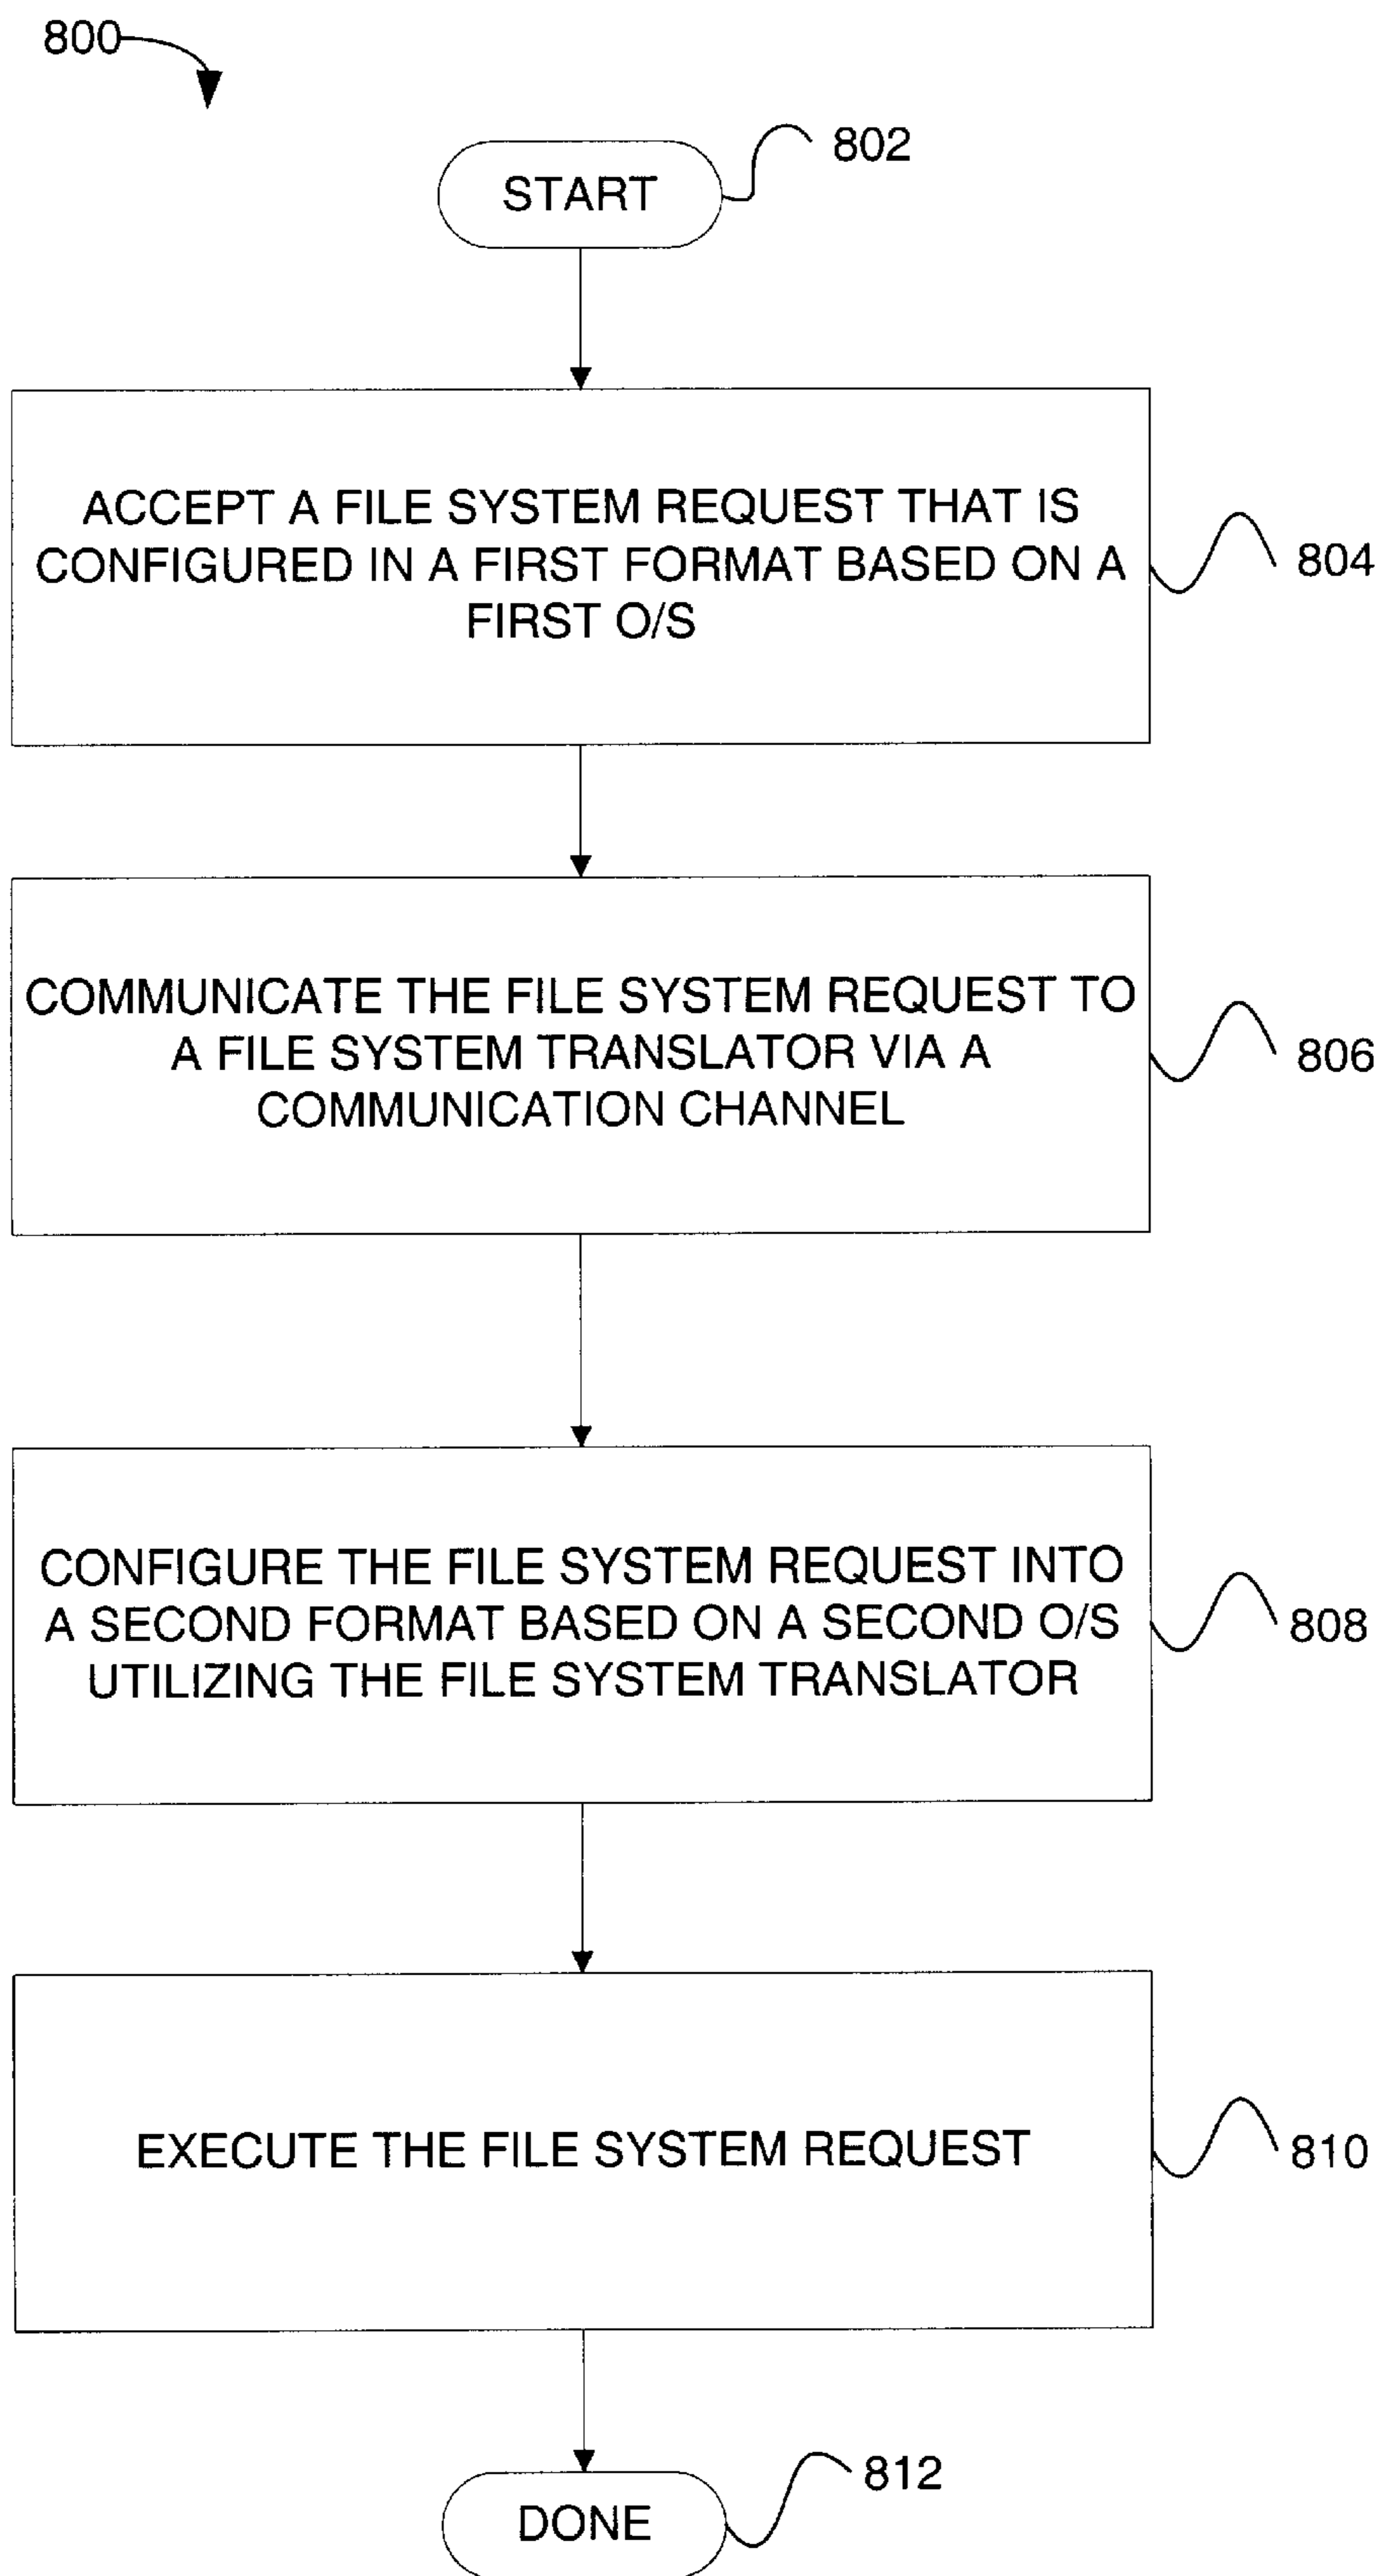 800
802
START
ACCEPT A FILE SYSTEM REQUEST THAT IS
CONFIGURED IN A FIRST FORMAT BASED ON A
FIRST O/S
804
COMMUNICATE THE FILE SYSTEM REQUEST TO
A FILE SYSTEM TRANSLATOR VIA A
COMMUNICATION CHANNEL
806
CONFIGURE THE FILE SYSTEM REQUEST INTO
A SECOND FORMAT BASED ON A SECOND O/S
UTILIZING THE FILE SYSTEM TRANSLATOR
808
EXECUTE THE FILE SYSTEM REQUEST
810
812
DONE